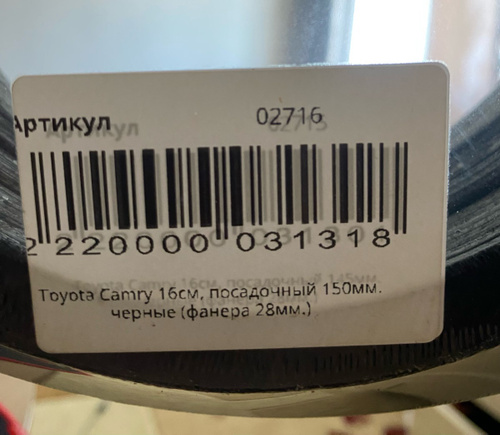 Артикул 02716
2 220000 031318
Toyota Camry 16см, посадочный 150мм.
черные (фанера 28мм.)